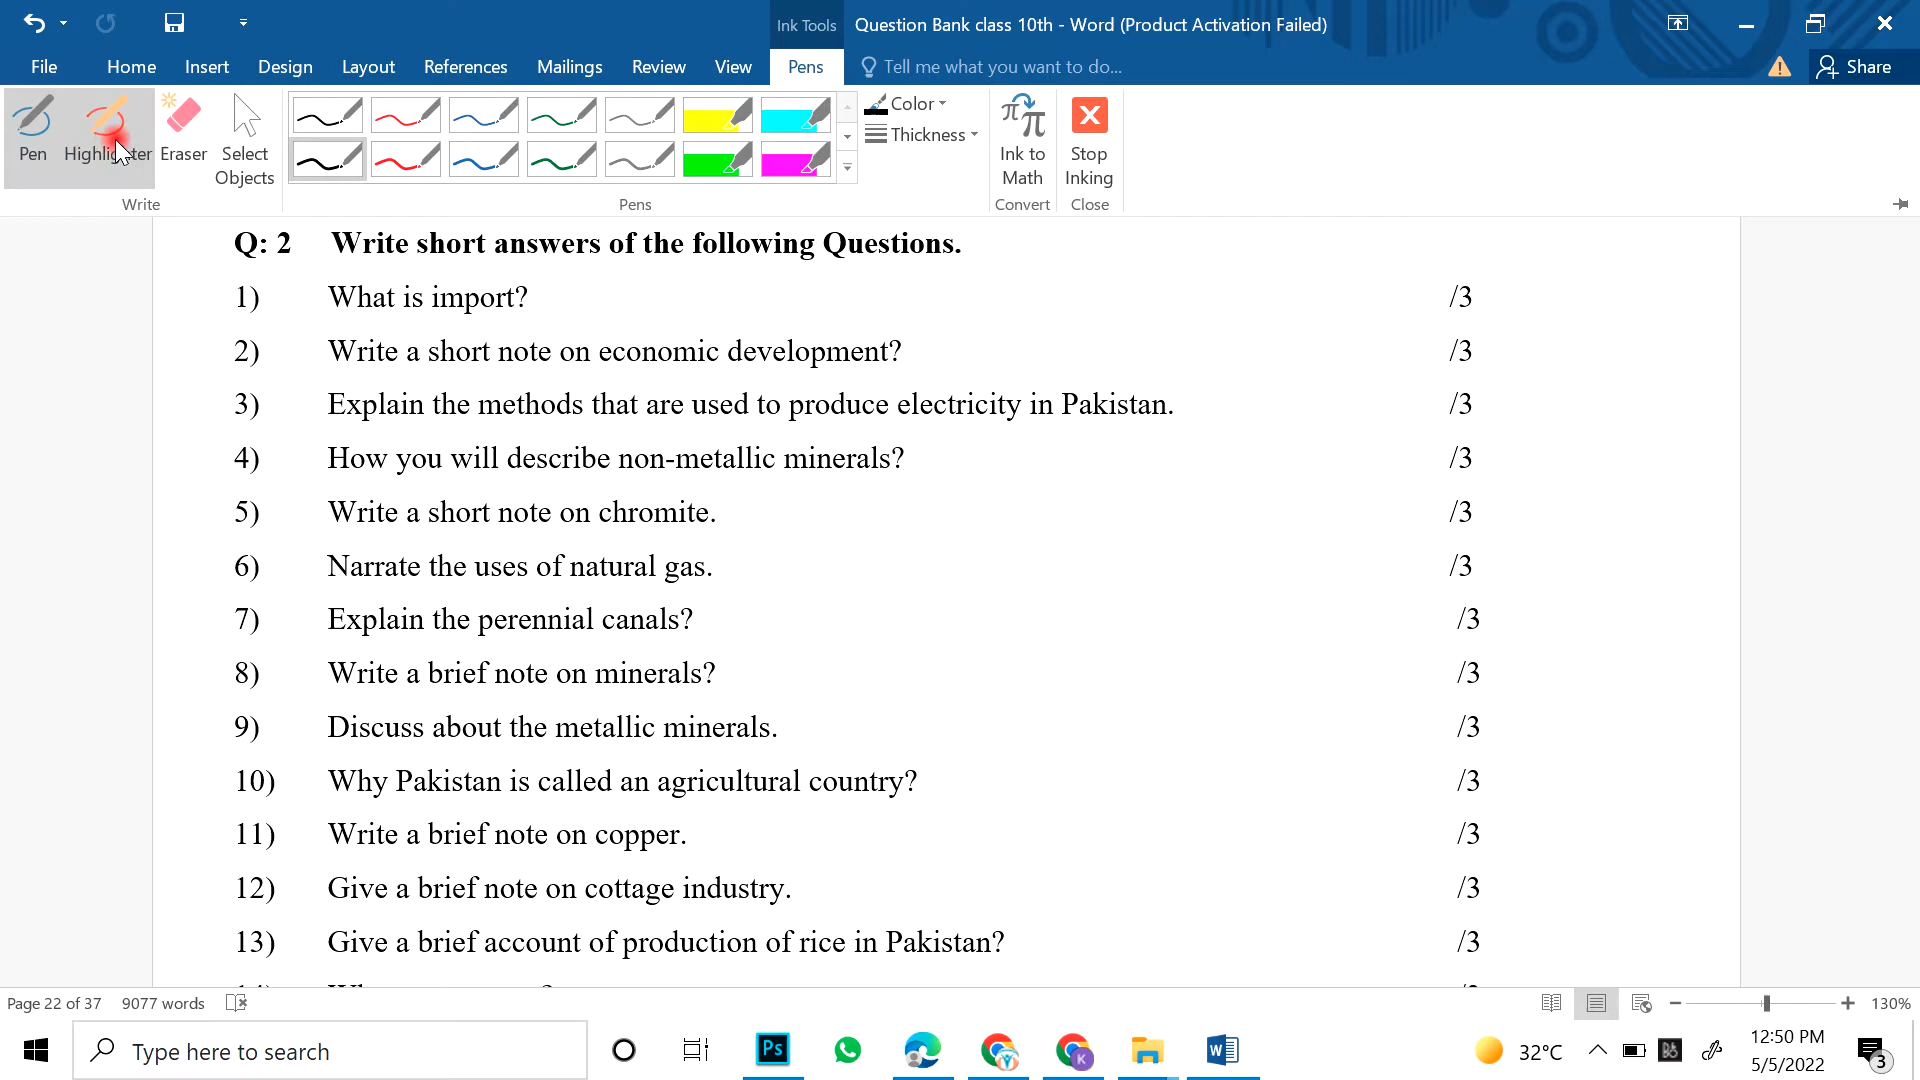 Ink Tools
Question Bank class 10th - Word (Product Activation Failed)
File Home Insert Design Layout References Mailings Review View Pens Tell me what you want to do... Share
Pen Highlighter Eraser Select Objects
Color
Thickness
Ink to Math
Stop Inking
Write Pens Convert Close
Q: 2 Write short answers of the following Questions.
1) What is import? /3
2) Write a short note on economic development? /3
3) Explain the methods that are used to produce electricity in Pakistan. /3
4) How you will describe non-metallic minerals? /3
5) Write a short note on chromite. /3
6) Narrate the uses of natural gas. /3
7) Explain the perennial canals? /3
8) Write a brief note on minerals? /3
9) Discuss about the metallic minerals. /3
10) Why Pakistan is called an agricultural country? /3
11) Write a brief note on copper. /3
12) Give a brief note on cottage industry. /3
13) Give a brief account of production of rice in Pakistan? /3
Page 22 of 37 9077 words 130%
Type here to search
Ps
K
32°C
12:50 PM
5/5/2022
3